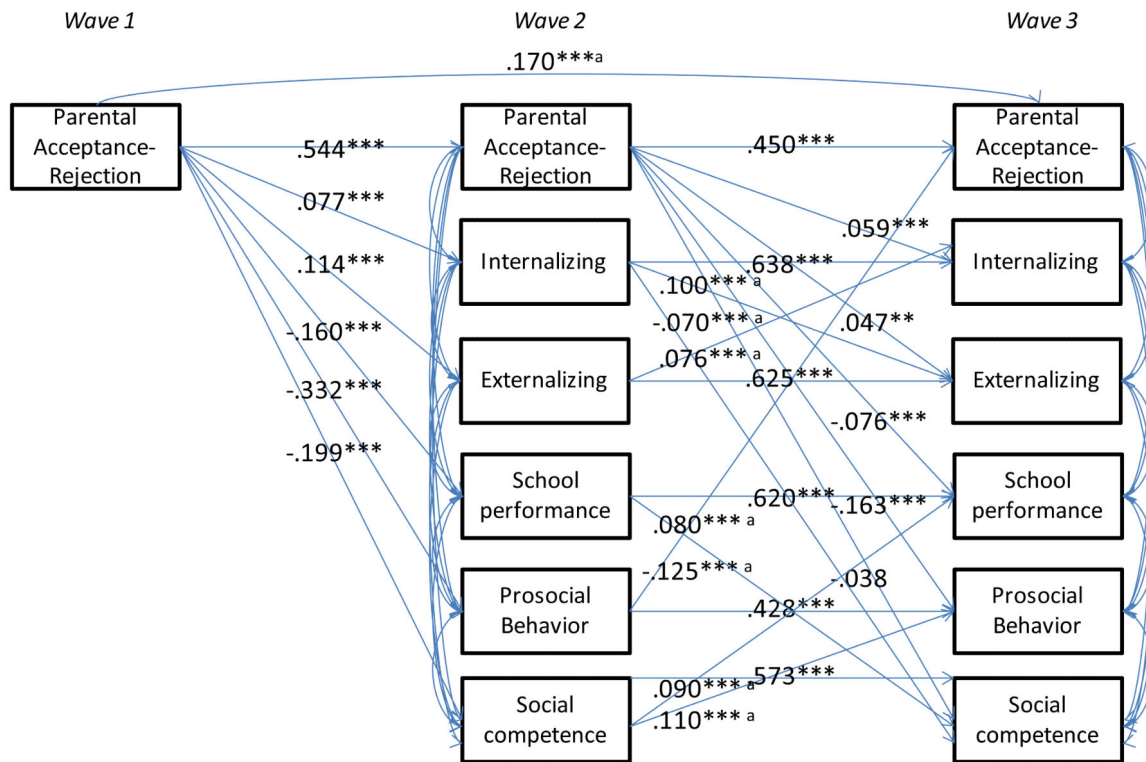 Wave 1
Wave 2
Wave 3
.170***a
Parental
Acceptance-
Rejection
Parental
Acceptance-
Rejection
Parental
Acceptance-
Rejection
.544***
.450***
.077***
.059***
Internalizing
Internalizing
.638***
.114***
.100*** a
-.070*** a
.047**
-.160***
.076*** a
Externalizing
Externalizing
.625***
-.332***
-.076***
-.199***
School
performance
School
performance
.620***
-.163***
.080*** a
-.125*** a
-.038
Prosocial
Behavior
Prosocial
Behavior
.428***
.573***
.090*** a
.110*** a
Social
competence
Social
competence